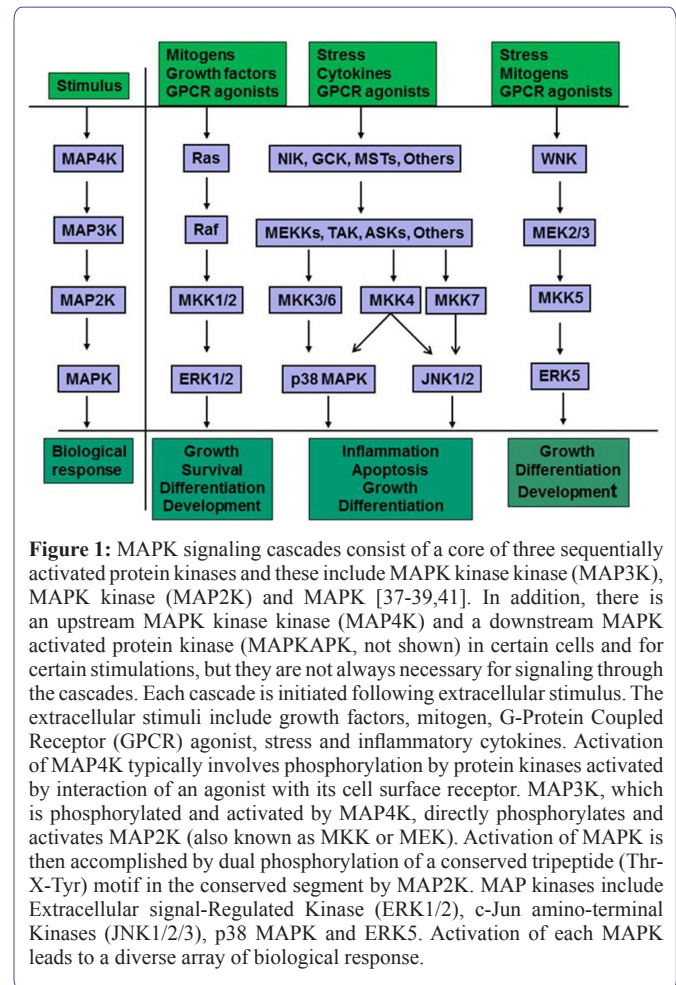 Stimulus
Mitogens
Growth factors
GPCR agonists
Stress
Cytokines
GPCR agonists
Stress
Mitogens
GPCR agonists
MAP4K
Ras
NIK, GCK, MSTs, Others
WNK
MAP3K
Raf
MEKKs, TAK, ASKs, Others
MEK2/3
MAP2K
MKK1/2
MKK3/6
MKK4
MKK7
MKK5
MAPK
ERK1/2
p38 MAPK
JNK1/2
ERK5
Biological
response
Growth
Survival
Differentiation
Development
Inflammation
Apoptosis
Growth
Differentiation
Growth
Differentiation
Development
Figure 1: MAPK signaling cascades consist of a core of three sequentially
activated protein kinases and these include MAPK kinase kinase (MAP3K),
MAPK kinase (MAP2K) and MAPK [37-39,41]. In addition, there is
an upstream MAPK kinase kinase (MAP4K) and a downstream MAPK
activated protein kinase (MAPKAPK, not shown) in certain cells and for
certain stimulations, but they are not always necessary for signaling through
the cascades. Each cascade is initiated following extracellular stimulus. The
extracellular stimuli include growth factors, mitogen, G-Protein Coupled
Receptor (GPCR) agonist, stress and inflammatory cytokines. Activation
of MAP4K typically involves phosphorylation by protein kinases activated
by interaction of an agonist with its cell surface receptor. MAP3K, which
is phosphorylated and activated by MAP4K, directly phosphorylates and
activates MAP2K (also known as MKK or MEK). Activation of MAPK is
then accomplished by dual phosphorylation of a conserved tripeptide (Thr-
X-Tyr) motif in the conserved segment by MAP2K. MAP kinases include
Extracellular signal-Regulated Kinase (ERK1/2), c-Jun amino-terminal
Kinases (JNK1/2/3), p38 MAPK and ERK5. Activation of each MAPK
leads to a diverse array of biological response.